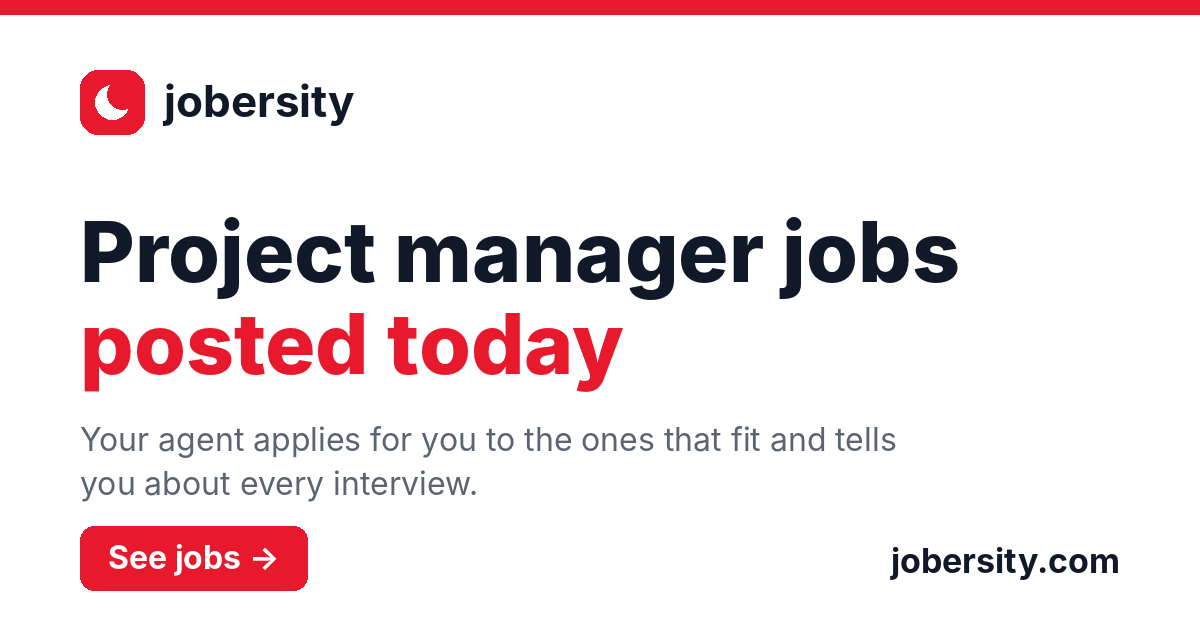 jobersity
Project manager jobs
posted today
Your agent applies for you to the ones that fit and tells
you about every interview.
See jobs →
jobersity.com